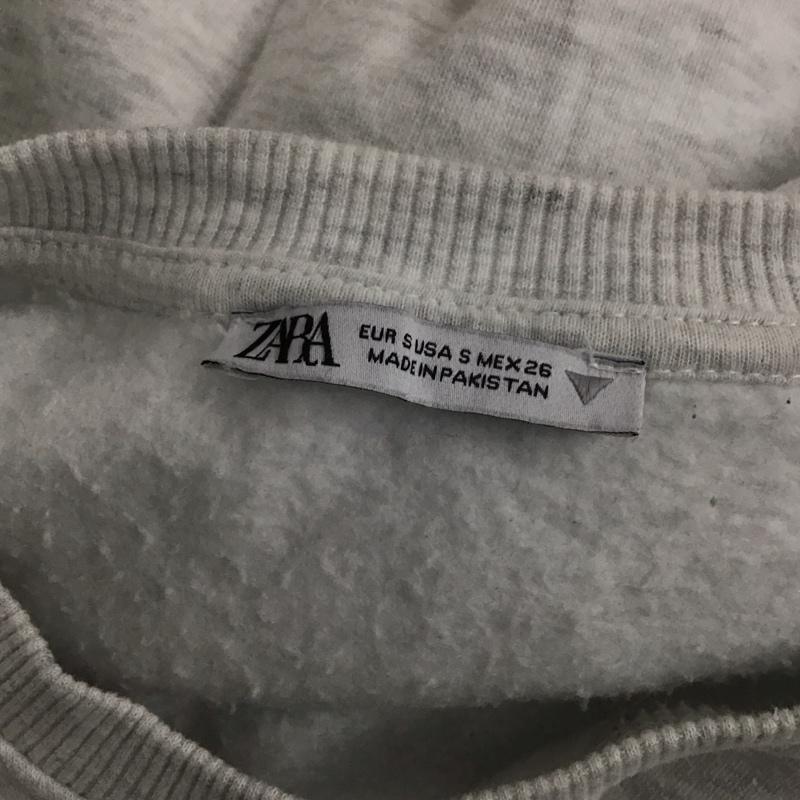 ZARA
EUR S USA S MEX 26
MADE IN PAKISTAN